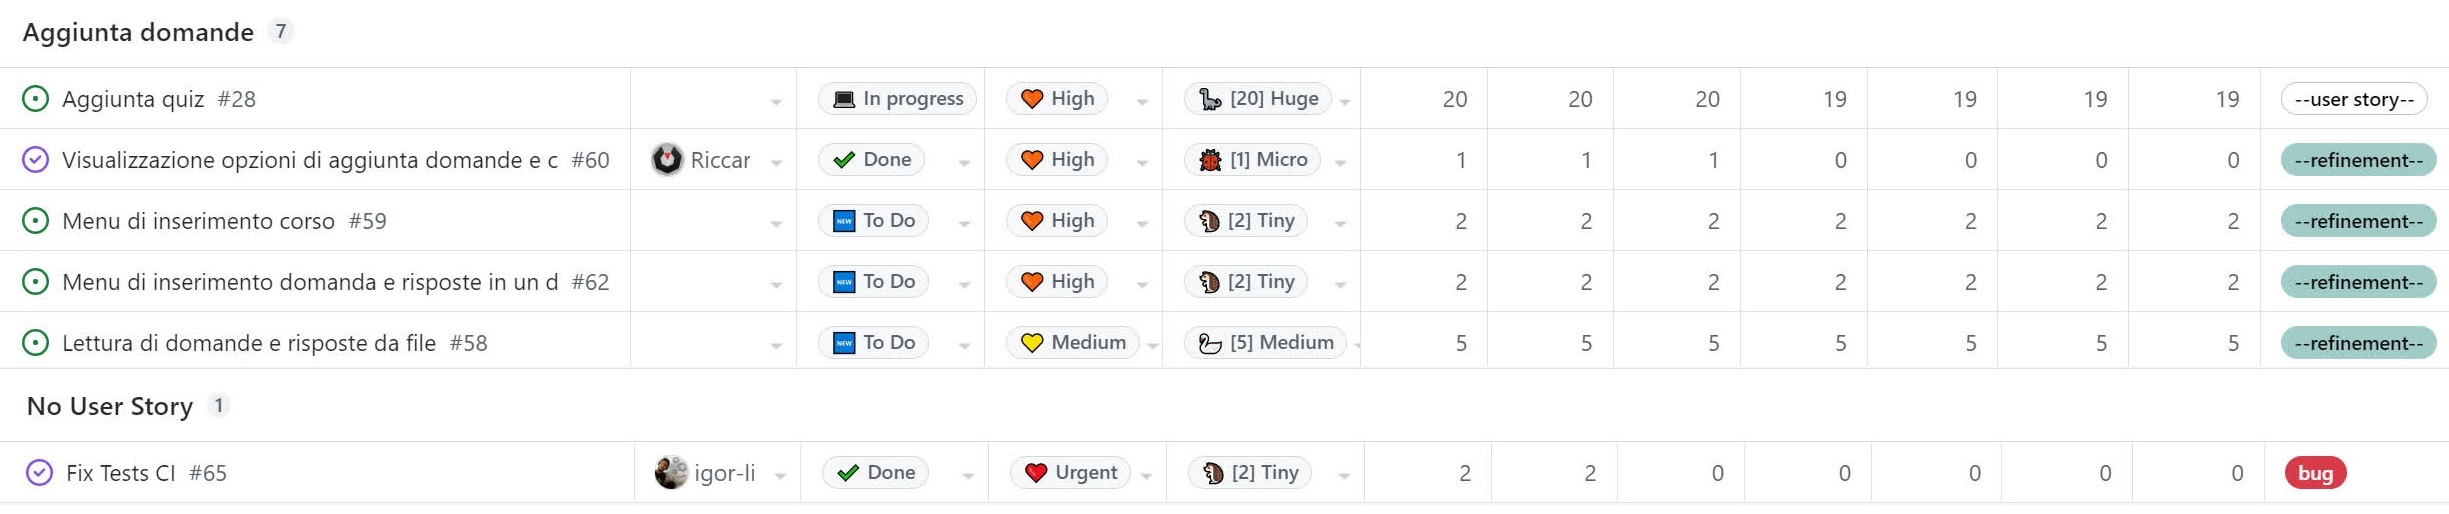 Aggiunta domande 7
Aggiunta quiz #28 In progress High [20] Huge 20 20 20 19 19 19 19 --user story--
Visualizzazione opzioni di aggiunta domande e c #60 Riccar Done High [1] Micro 1 1 1 0 0 0 0 --refinement--
Menu di inserimento corso #59 NEW To Do High [2] Tiny 2 2 2 2 2 2 2 --refinement--
Menu di inserimento domanda e risposte in un d #62 NEW To Do High [2] Tiny 2 2 2 2 2 2 2 --refinement--
Lettura di domande e risposte da file #58 NEW To Do Medium [5] Medium 5 5 5 5 5 5 5 --refinement--
No User Story 1
Fix Tests CI #65 igor-li Done Urgent [2] Tiny 2 2 0 0 0 0 0 bug